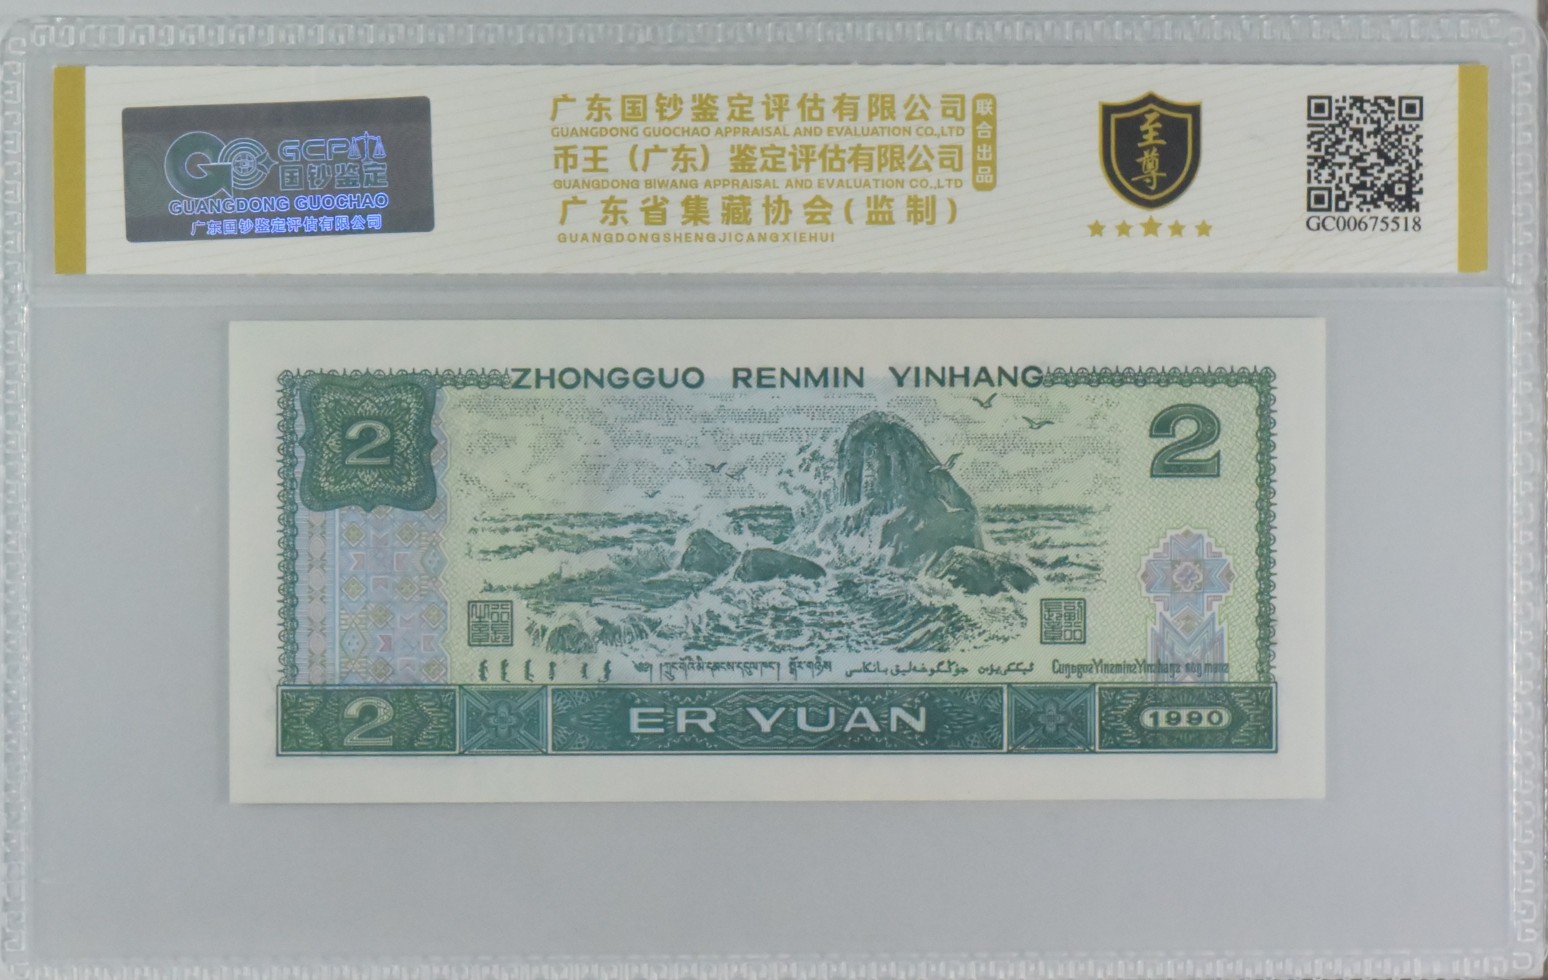 GCP
国钞鉴定
GUANGDONG GUOCHAO
广东国钞鉴定评估有限公司
广东国钞鉴定评估有限公司
GUANGDONG GUOCHAO APPRAISAL AND EVALUATION CO.,LTD
币王（广东）鉴定评估有限公司
GUANGDONG BIWANG APPRAISAL AND EVALUATION CO.,LTD
联合出品
广东省集藏协会(监制)
GUANGDONGSHENGJICANGXIEHUI
至尊
GC00675518
ZHONGGUO RENMIN YINHANG
2
2
2
ER YUAN
1990